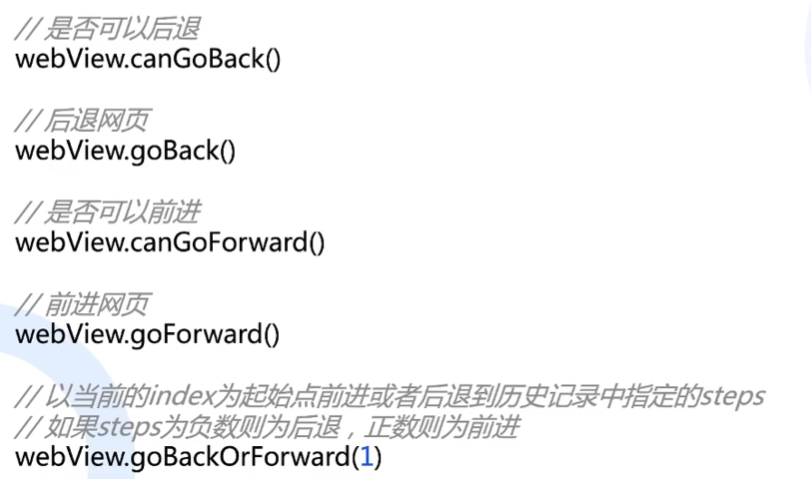 // 是否可以后退
webView.canGoBack()
// 后退网页
webView.goBack()
// 是否可以前进
webView.canGoForward()
// 前进网页
webView.goForward()
// 以当前的index为起始点前进或者后退到历史记录中指定的steps
// 如果steps为负数则为后退，正数则为前进
webView.goBackOrForward(1)